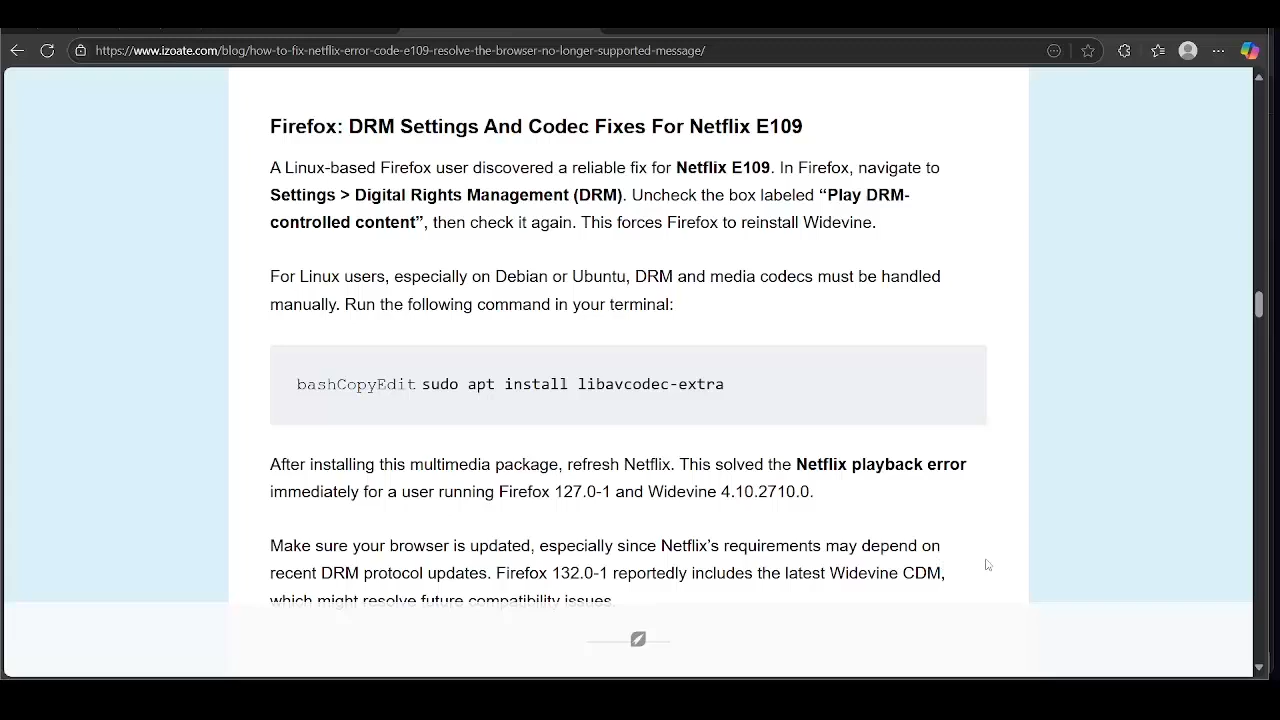 https://www.izoate.com/blog/how-to-fix-netflix-error-code-e109-resolve-the-browser-no-longer-supported-message/
Firefox: DRM Settings And Codec Fixes For Netflix E109
A Linux-based Firefox user discovered a reliable fix for Netflix E109. In Firefox, navigate to
Settings > Digital Rights Management (DRM). Uncheck the box labeled “Play DRM-
controlled content”, then check it again. This forces Firefox to reinstall Widevine.
For Linux users, especially on Debian or Ubuntu, DRM and media codecs must be handled
manually. Run the following command in your terminal:
bashCopyEdit sudo apt install libavcodec-extra
After installing this multimedia package, refresh Netflix. This solved the Netflix playback error
immediately for a user running Firefox 127.0-1 and Widevine 4.10.2710.0.
Make sure your browser is updated, especially since Netflix’s requirements may depend on
recent DRM protocol updates. Firefox 132.0-1 reportedly includes the latest Widevine CDM,
which might resolve future compatibility issues.